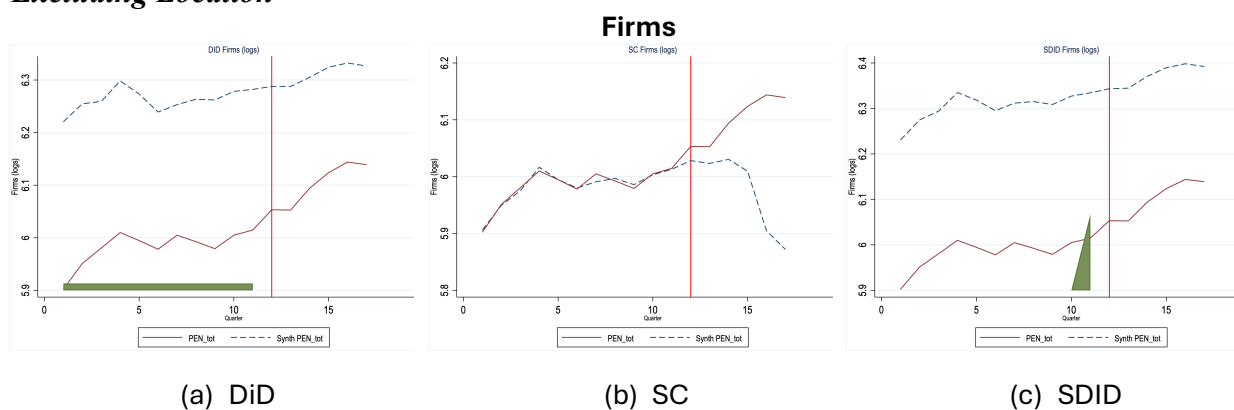 Excluding Location
Firms
DID Firms (logs)
Firms (logs)
5.9 6 6.1 6.2 6.3
0 5 10 15
Quarter
PEN_tot Synth PEN_tot
SC Firms (logs)
Firms (logs)
5.8 5.9 6 6.1 6.2
0 5 10 15
Quarter
PEN_tot Synth PEN_tot
SDID Firms (logs)
Firms (logs)
5.9 6 6.1 6.2 6.3 6.4
0 5 10 15
Quarter
PEN_tot Synth PEN_tot
(a) DiD
(b) SC
(c) SDID